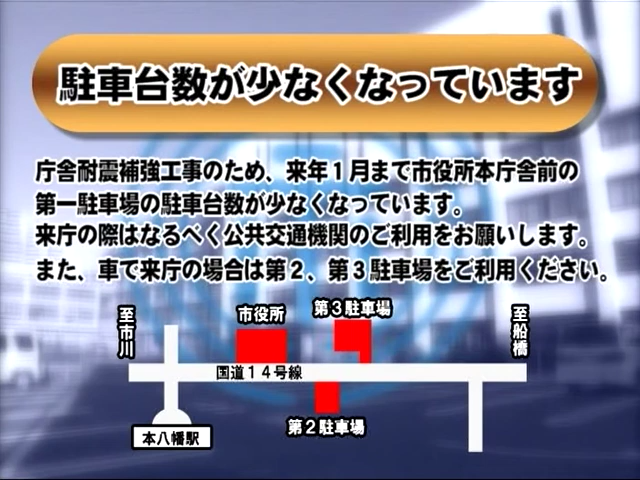 駐車台数が少なくなっています
庁舎耐震補強工事のため、来年１月まで市役所本庁舎前の
第一駐車場の駐車台数が少なくなっています。
来庁の際はなるべく公共交通機関のご利用をお願いします。
また、車で来庁の場合は第２、第３駐車場をご利用ください。
至市川
市役所
第３駐車場
至船橋
国道１４号線
本八幡駅
第２駐車場